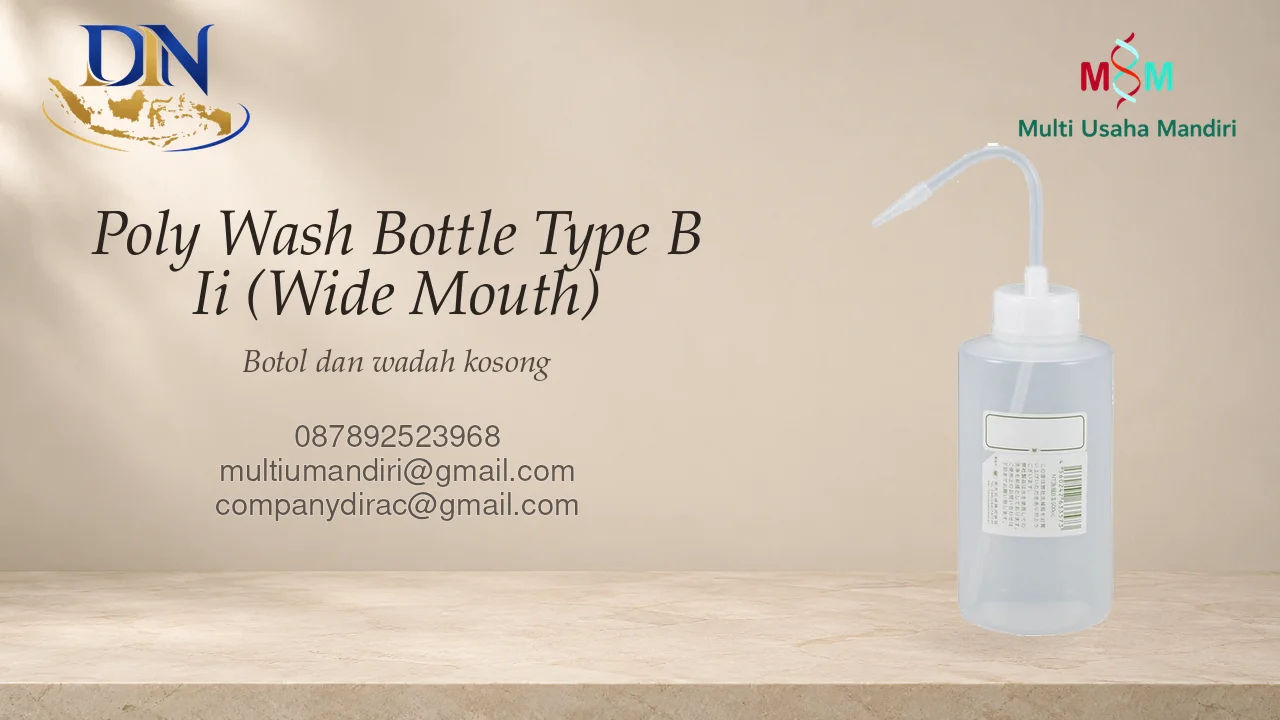 DN
M M
Multi Usaha Mandiri
Poly Wash Bottle Type B
Ii (Wide Mouth)
Botol dan wadah kosong
087892523968
multiumandiri@gmail.com
companydirac@gmail.com